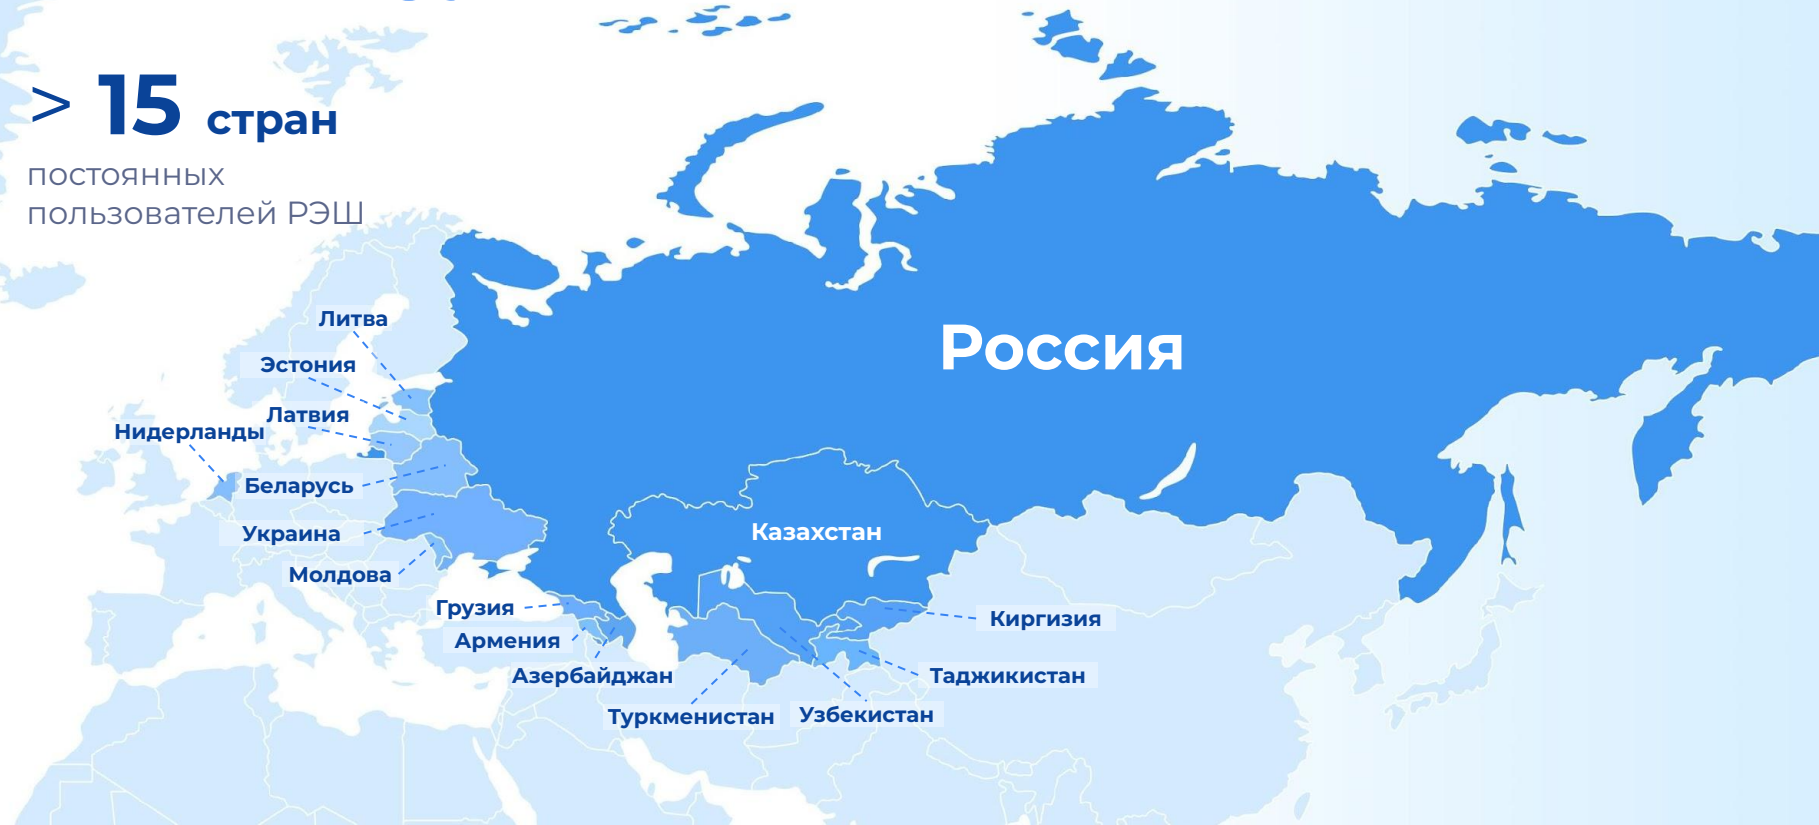 > 15 стран
постоянных
пользователей РЭШ
Россия
Литва
Эстония
Латвия
Нидерланды
Беларусь
Украина
Казахстан
Молдова
Грузия
Киргизия
Армения
Азербайджан
Таджикистан
Туркменистан
Узбекистан